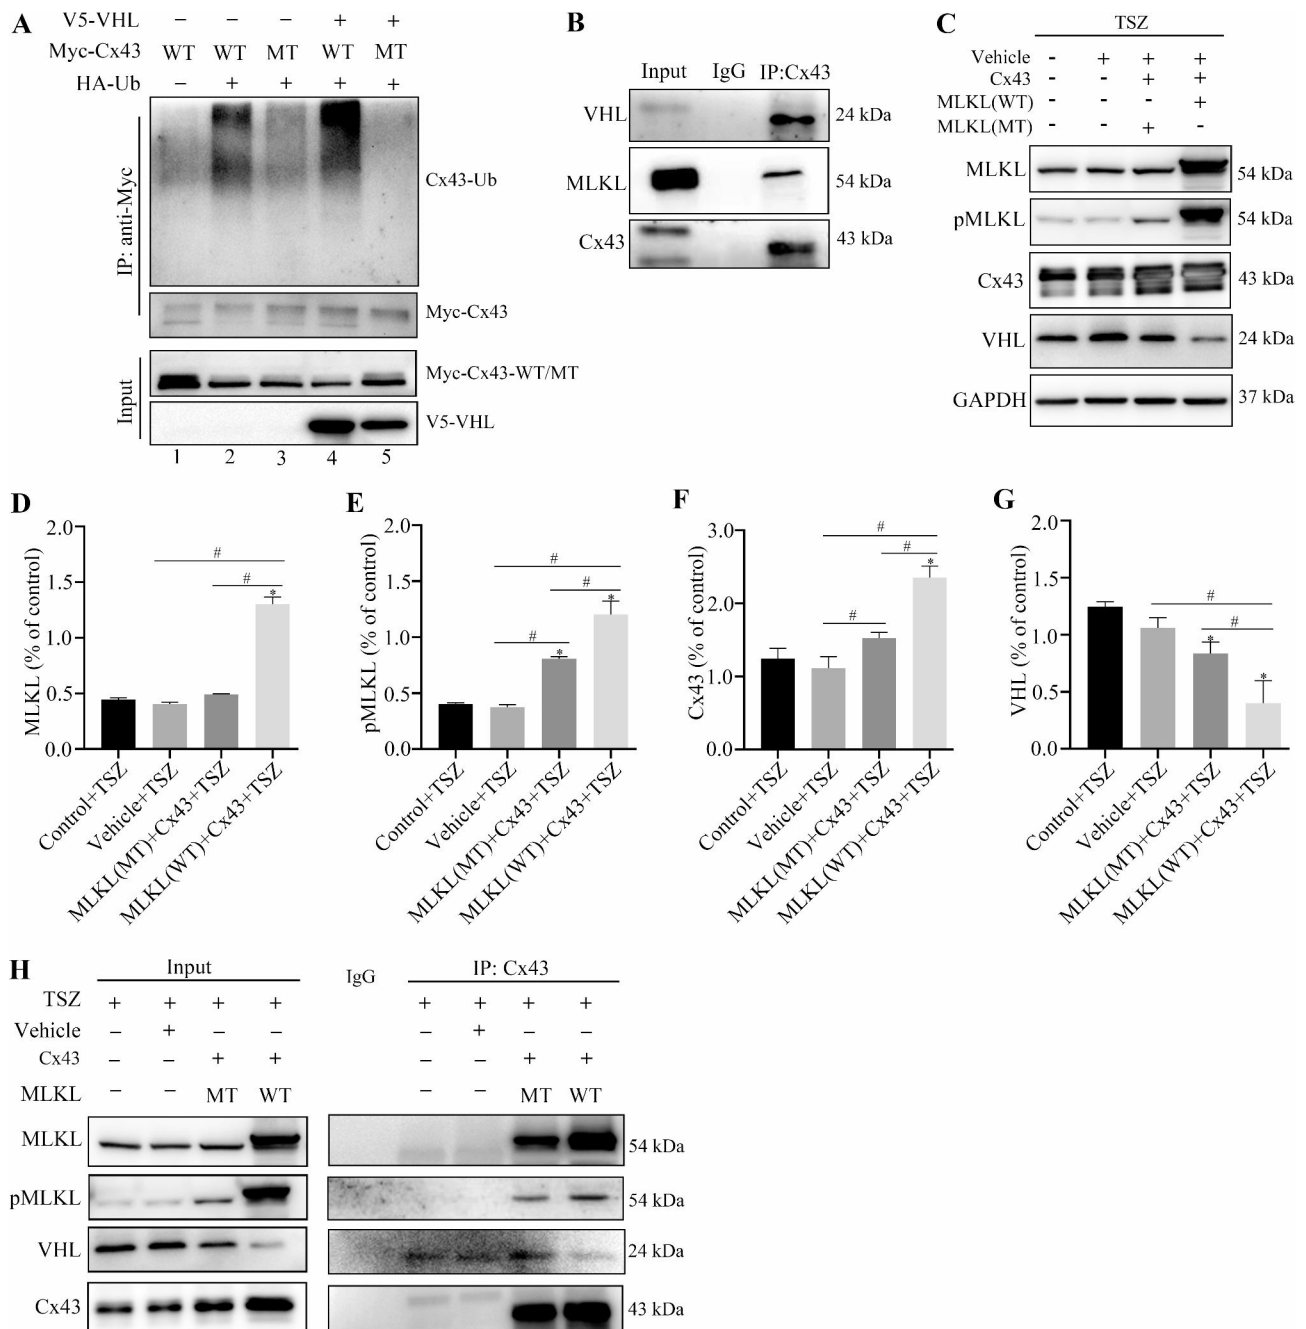 A
V5-VHL − − − + +
Myc-Cx43 WT WT MT WT MT
HA-Ub − + + + +
IP: anti-Myc
Cx43-Ub
Myc-Cx43
Input
Myc-Cx43-WT/MT
V5-VHL
1 2 3 4 5
B
Input IgG IP:Cx43
VHL 24 kDa
MLKL 54 kDa
Cx43 43 kDa
C
TSZ
Vehicle - + + +
Cx43 - - + +
MLKL(WT) - - - +
MLKL(MT) - - + -
MLKL 54 kDa
pMLKL 54 kDa
Cx43 43 kDa
VHL 24 kDa
GAPDH 37 kDa
D
MLKL (% of control)
2.0
1.5
1.0
0.5
0.0
#
#
*
Control+TSZ
Vehicle+TSZ
MLKL(MT)+Cx43+TSZ
MLKL(WT)+Cx43+TSZ
E
pMLKL (% of control)
2.0
1.5
1.0
0.5
0.0
#
#
*
#
*
Control+TSZ
Vehicle+TSZ
MLKL(MT)+Cx43+TSZ
MLKL(WT)+Cx43+TSZ
F
Cx43 (% of control)
3.0
2.0
1.0
0.0
#
#
*
#
Control+TSZ
Vehicle+TSZ
MLKL(MT)+Cx43+TSZ
MLKL(WT)+Cx43+TSZ
G
VHL (% of control)
2.0
1.5
1.0
0.5
0.0
#
#
*
*
Control+TSZ
Vehicle+TSZ
MLKL(MT)+Cx43+TSZ
MLKL(WT)+Cx43+TSZ
H
Input IgG IP: Cx43
TSZ + + + + + + + +
Vehicle − + − − − + − −
Cx43 − − + + − − + +
MLKL − − MT WT − − MT WT
MLKL 54 kDa
pMLKL 54 kDa
VHL 24 kDa
Cx43 43 kDa